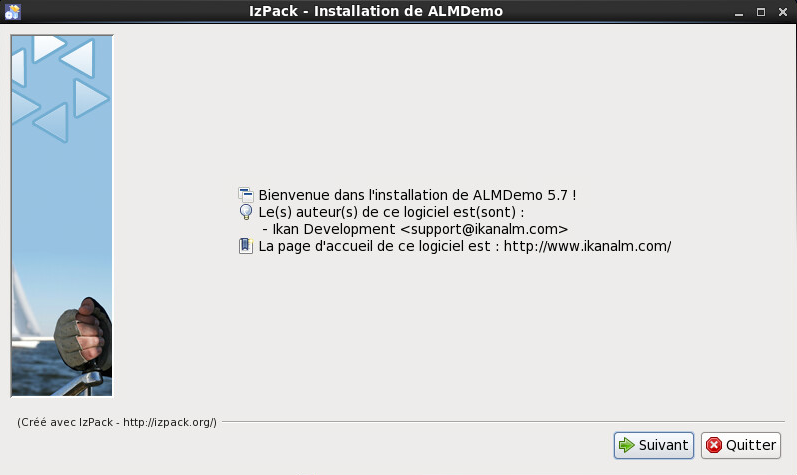 IzPack - Installation de ALMDemo
Bienvenue dans l'installation de ALMDemo 5.7 !
Le(s) auteur(s) de ce logiciel est(sont) :
- Ikan Development <support@ikanalm.com>
La page d'accueil de ce logiciel est : http://www.ikanalm.com/
(Créé avec IzPack - http://izpack.org/)
Suivant
Quitter